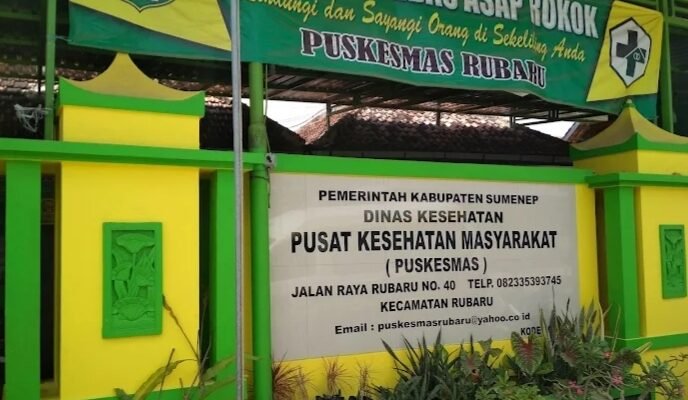 ASAP ROKOK
dan Sayangi Orang di Sekeliling Anda
PUSKESMAS RUBARU
PEMERINTAH KABUPATEN SUMENEP
DINAS KESEHATAN
PUSAT KESEHATAN MASYARAKAT
( PUSKESMAS )
JALAN RAYA RUBARU NO. 40 TELP. 082335393745
KECAMATAN RUBARU
Email : puskesmasrubaru@yahoo.co.id
KODE